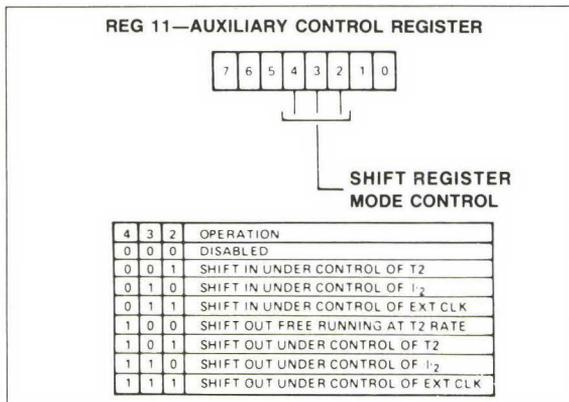 REG 11—AUXILIARY CONTROL REGISTER
7 6 5 4 3 2 1 0
SHIFT REGISTER
MODE CONTROL
4 3 2 OPERATION
0 0 0 DISABLED
0 0 1 SHIFT IN UNDER CONTROL OF T2
0 1 0 SHIFT IN UNDER CONTROL OF
0 1 1 SHIFT IN UNDER CONTROL OF EXT CLK
1 0 0 SHIFT OUT FREE RUNNING AT T2 RATE
1 0 1 SHIFT OUT UNDER CONTROL OF T2
1 1 0 SHIFT OUT UNDER CONTROL OF
1 1 1 SHIFT OUT UNDER CONTROL OF EXT CLK